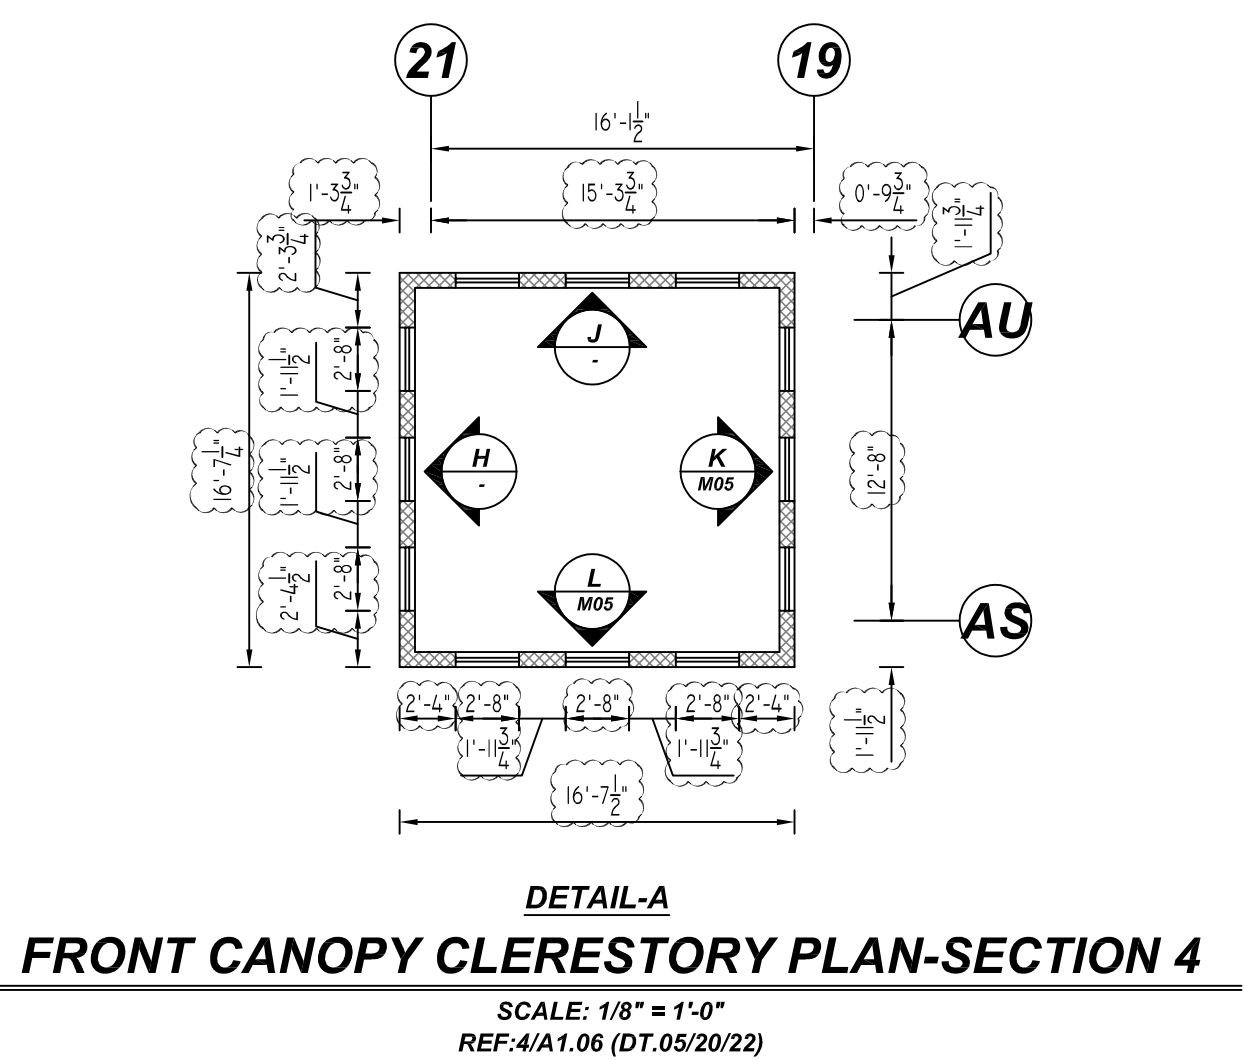 21 19
16'-1 1/2"
1'-3 3/4" 15'-3 3/4" 0'-9 3/4"
1'-11 3/4"
2'-3 3/4"
AU
J
-
1'-11 1/2" 2'-8"
16'-7 1/4"
1'-11 1/2" 2'-8"
H
-
K
M05
12'-8"
2'-4 1/2" 2'-8"
L
M05
AS
2'-4" 2'-8" 2'-8" 2'-8" 2'-4"
1'-11 3/4" 1'-11 3/4"
1'-11 1/2"
16'-7 1/2"
DETAIL-A
FRONT CANOPY CLERESTORY PLAN-SECTION 4
SCALE: 1/8" = 1'-0"
REF:4/A1.06 (DT.05/20/22)